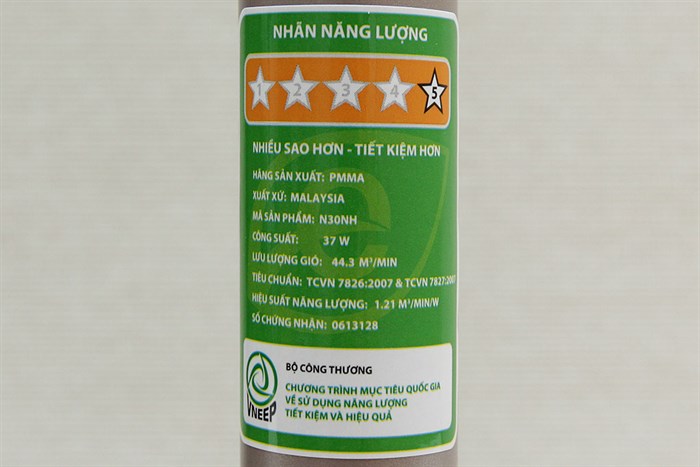 NHÃN NĂNG LƯỢNG
1 2 3 4 5
NHIỀU SAO HƠN - TIẾT KIỆM HƠN
HÃNG SẢN XUẤT: PMMA
XUẤT XỨ: MALAYSIA
MÃ SẢN PHẨM: N30NH
CÔNG SUẤT: 37 W
LƯU LƯỢNG GIÓ: 44.3 M³/MIN
TIÊU CHUẨN: TCVN 7826:2007 & TCVN 7827:2007
HIỆU SUẤT NĂNG LƯỢNG: 1.21 M³/MIN/W
SỐ CHỨNG NHẬN: 0613128
BỘ CÔNG THƯƠNG
CHƯƠNG TRÌNH MỤC TIÊU QUỐC GIA
VỀ SỬ DỤNG NĂNG LƯỢNG
TIẾT KIỆM VÀ HIỆU QUẢ
VNEEP